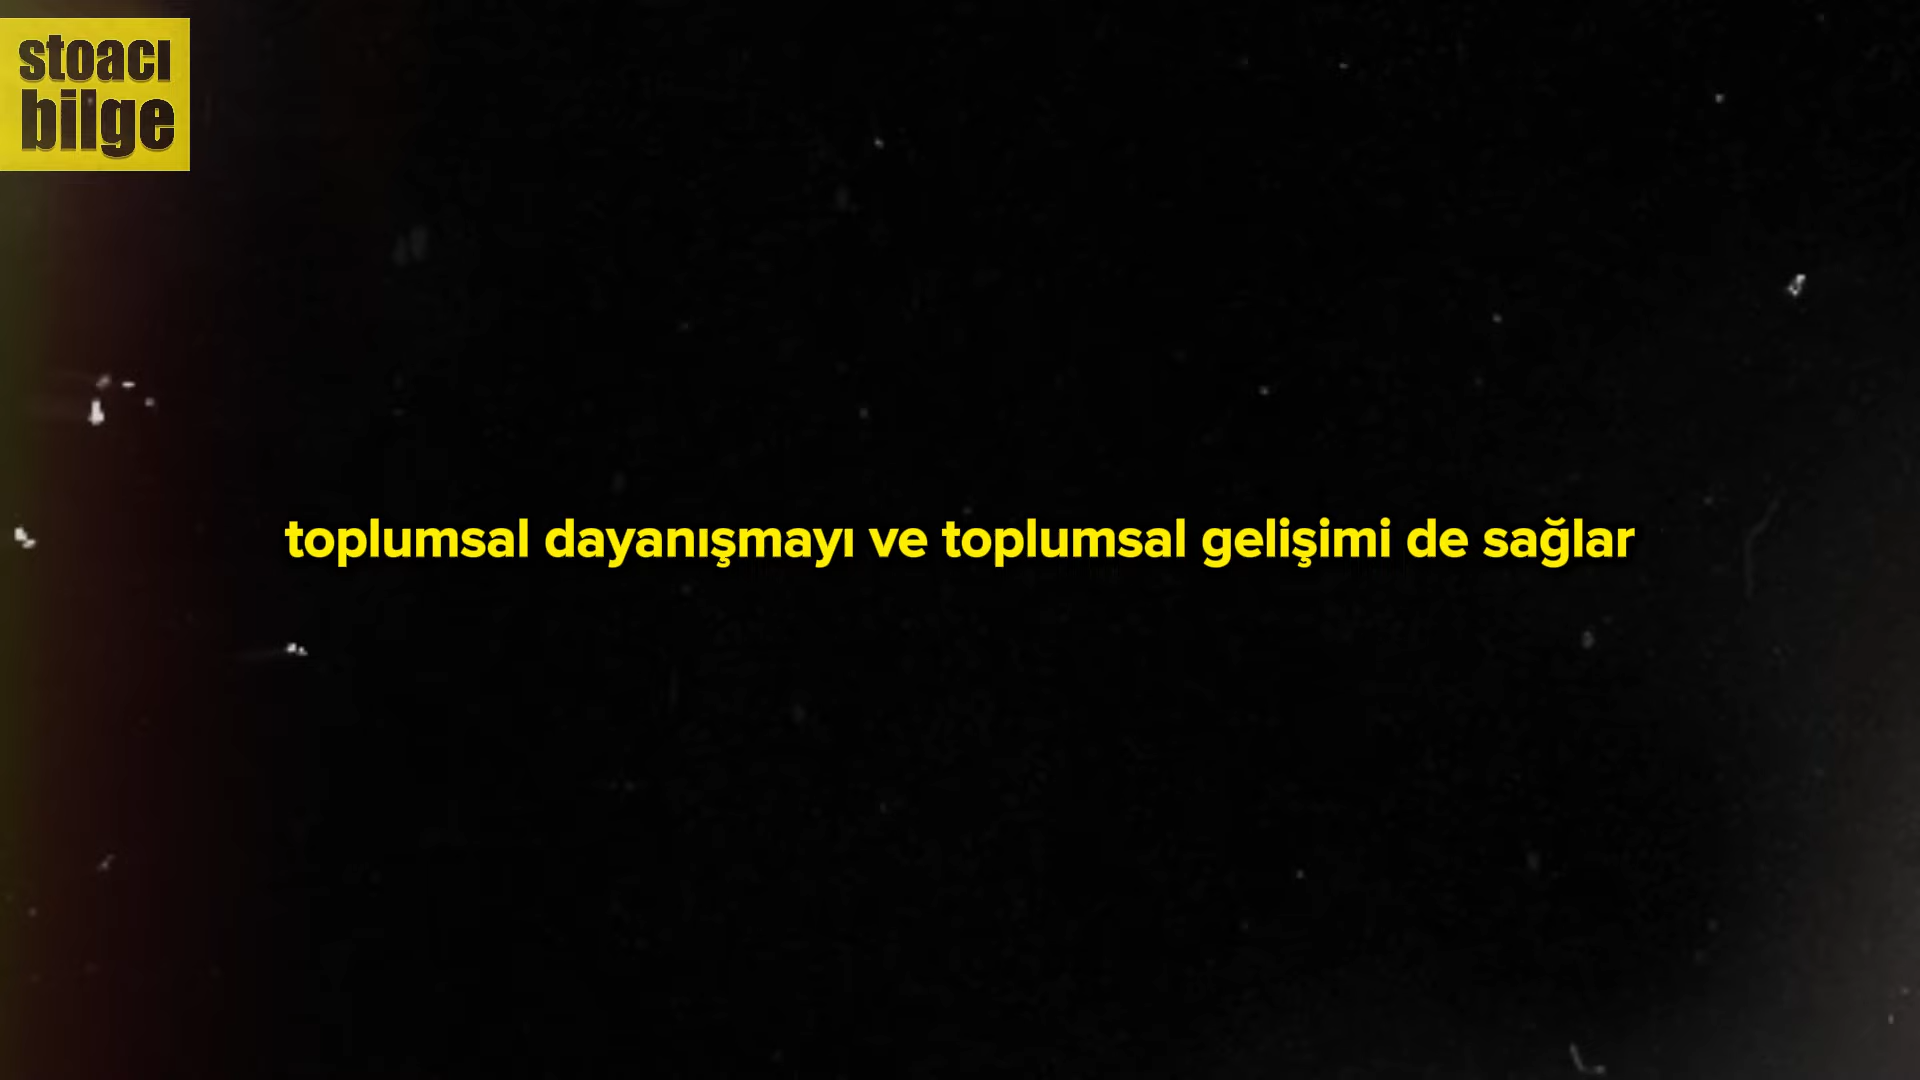 stoacı
bilge
toplumsal dayanışmayı ve toplumsal gelişimi de sağlar